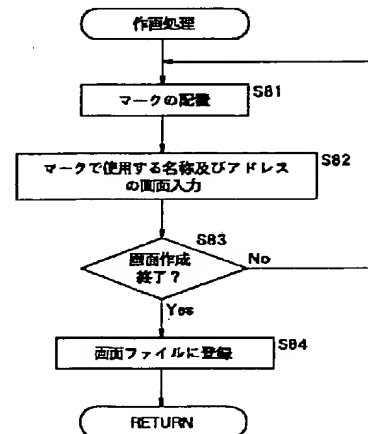 作画処理
マークの配置
S81
マークで使用する名称及びアドレス
の画面入力
S82
画面作成
終了？
S83
No
Yes
画面ファイルに登録
S84
RETURN